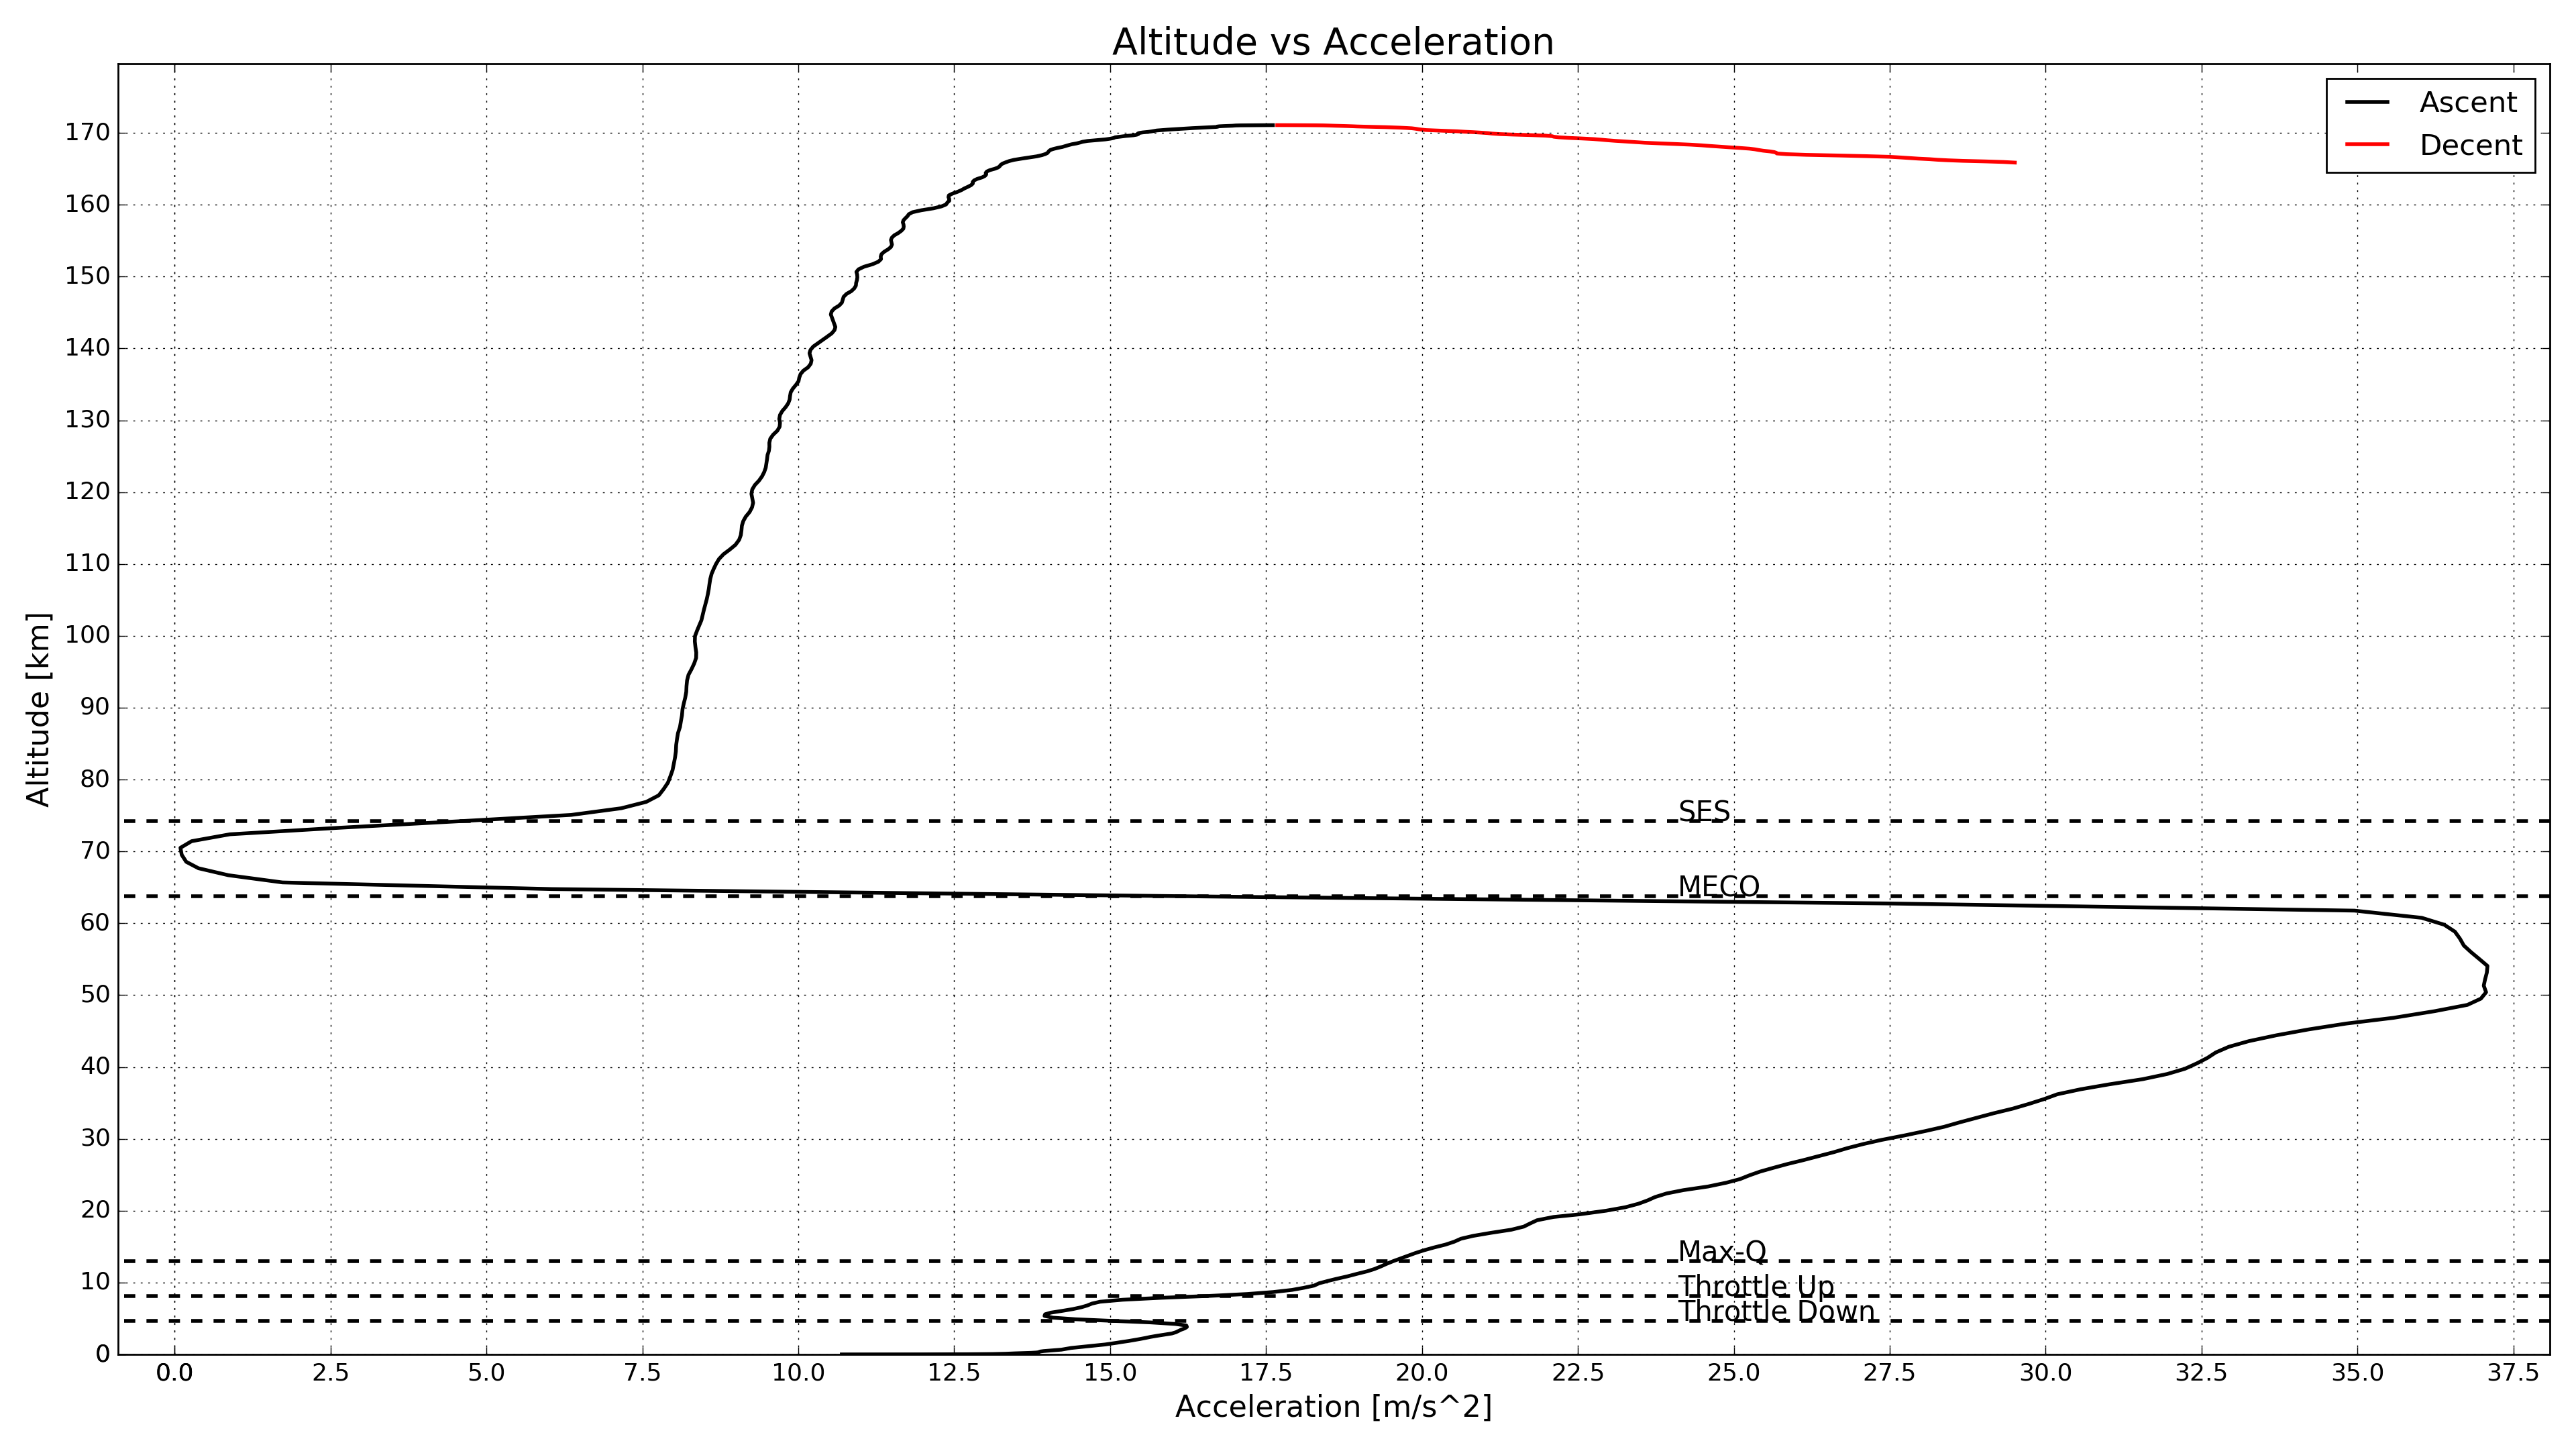 Altitude vs Acceleration
Ascent
Decent
Altitude [km]
170
160
150
140
130
120
110
100
90
80
70
60
50
40
30
20
10
0
SES
MECO
Max-Q
Throttle Up
Throttle Down
0.0 2.5 5.0 7.5 10.0 12.5 15.0 17.5 20.0 22.5 25.0 27.5 30.0 32.5 35.0 37.5
Acceleration [m/s^2]